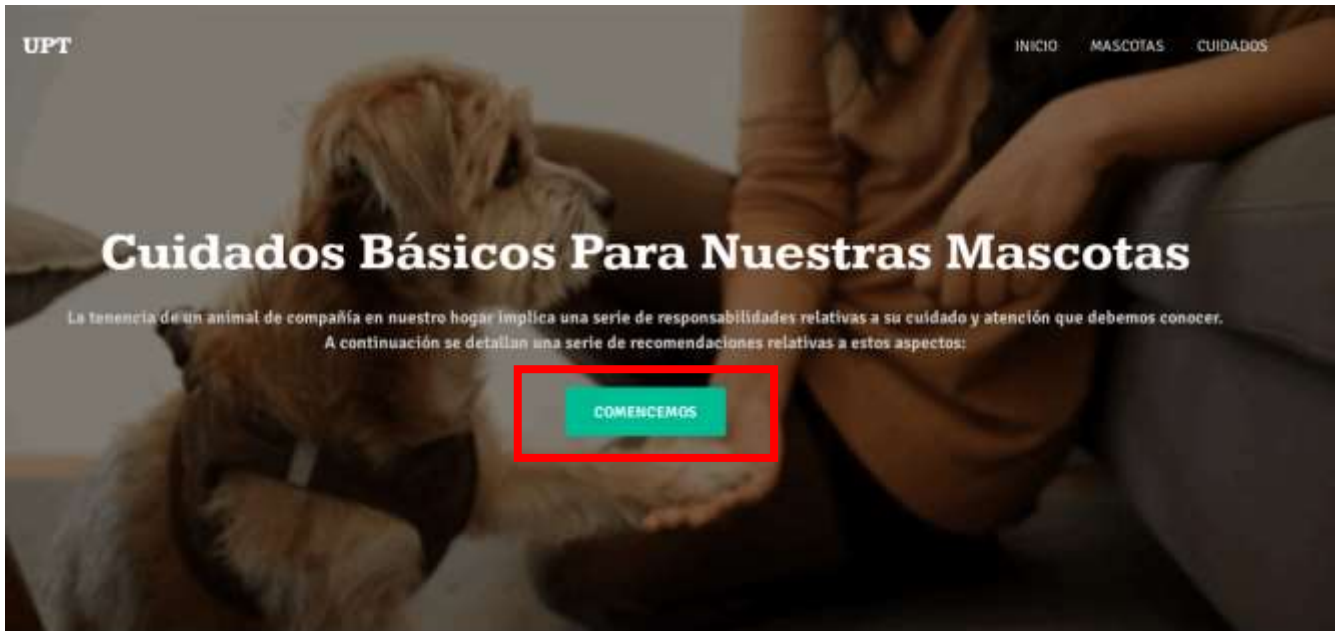 UPT
INICIO MASCOTAS CUIDADOS
Cuidados Básicos Para Nuestras Mascotas
La tenencia de un animal de compañía en nuestro hogar implica una serie de responsabilidades relativas a su cuidado y atención que debemos conocer.
A continuación se detallan una serie de recomendaciones relativas a estos aspectos:
COMENCEMOS